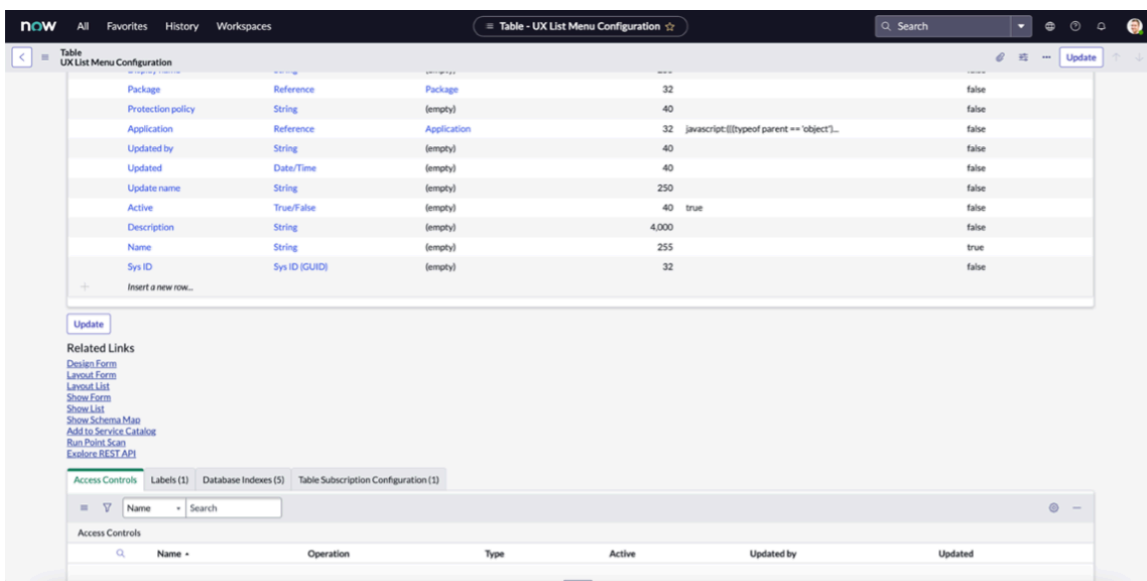 now All Favorites History Workspaces Table - UX List Menu Configuration Search
Table
UX List Menu Configuration Update
Package Reference Package 32 false
Protection policy String (empty) 40 false
Application Reference Application 32 javascript:(((typeof parent == 'object')... false
Updated by String (empty) 40 false
Updated Date/Time (empty) 40 false
Update name String (empty) 250 false
Active True/False (empty) 40 true false
Description String (empty) 4,000 false
Name String (empty) 255 true
Sys ID Sys ID (GUID) (empty) 32 false
Insert a new row...
Update
Related Links
Design Form
Layout Form
Layout List
Show Form
Show List
Show Schema Map
Add to Service Catalog
Run Point Scan
Explore REST API
Access Controls Labels (1) Database Indexes (5) Table Subscription Configuration (1)
Name Search
Access Controls
Name Operation Type Active Updated by Updated